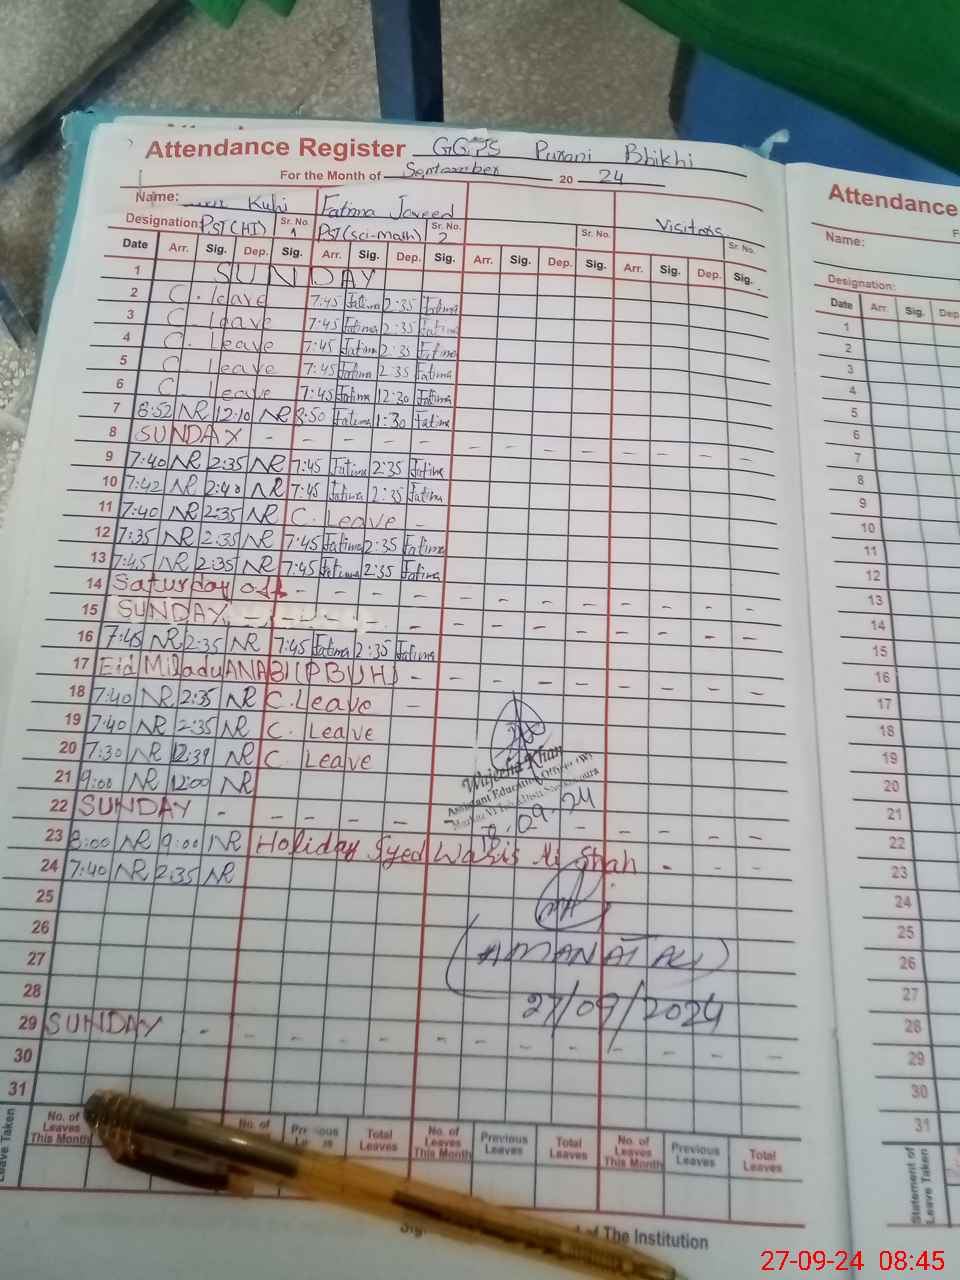 Attendance Register GGPS Purani Bhikhi
For the Month of September 20 24
Name: Kubi Fatima Javeed
Designation: PST(HT) Sr. No. 1 PST(Sci-math) Sr. No. 2 Sr. No. Visitors Sr. No.
Date Arr. Sig. Dep. Sig. Arr. Sig. Dep. Sig. Arr. Sig. Dep. Sig. Arr. Sig. Dep. Sig.
1 SUNDAY
2 C. leave 7:45 Fatima 2:35 Fatima
3 C. leave 7:45 Fatima 2:35 Fatima
4 C. Leave 7:45 Fatima 2:35 Fatima
5 C. Leave 7:45 Fatima 2:35 Fatima
6 C. Leave 7:45 Fatima 12:30 Fatima
7 8:52 NR 12:10 NR 8:50 Fatima 1:30 Fatima
8 SUNDAY - - - - - - - - - - - -
9 7:40 NR 2:35 NR 7:45 Fatima 2:35 Fatima
10 7:42 NR 2:40 NR 7:45 Fatima 2:35 Fatima
11 7:40 NR 2:35 NR C. Leave -
12 7:35 NR 2:35 NR 7:45 Fatima 2:35 Fatima
13 7:45 NR 2:35 NR 7:45 Fatima 2:35 Fatima
14 Saturday off - - - - - - - - - - - -
15 SUNDAY - - - - - - - - -
16 7:45 NR 2:35 NR 7:45 Fatima 2:35 Fatima
17 Eid MiladuANABI (PBUH) - - - - - - - - -
18 7:40 NR 2:35 NR C. Leave -
19 7:40 NR 2:35 NR C. Leave
20 7:30 NR 12:39 NR C. Leave
21 9:00 NR 12:00 NR
22 SUNDAY - - - - - - - - - -
23 8:00 NR 9:00 NR Holiday Syed Waris Ali Shah - - -
24 7:40 NR 2:35 NR
25
26
27
28
29 SUNDAY - - - - - - - - - - - - -
30
31
Wajeeha Khan
Assistant Education Officer (W)
18-09-24
(AMANAT ALI)
27/09/2024
Leave Taken
No. of Leaves This Month No. of Total Leaves No. of Leaves This Month Previous Leaves Total Leaves No. of Leaves This Month Previous Leaves Total Leaves
of The Institution
Attendance
Name:
Designation:
Date Arr. Sig. Dep.
1
2
3
4
5
6
7
8
9
10
11
12
13
14
15
16
17
18
19
20
21
22
23
24
25
26
27
28
29
30
31
Statement of Leave Taken
27-09-24 08:45